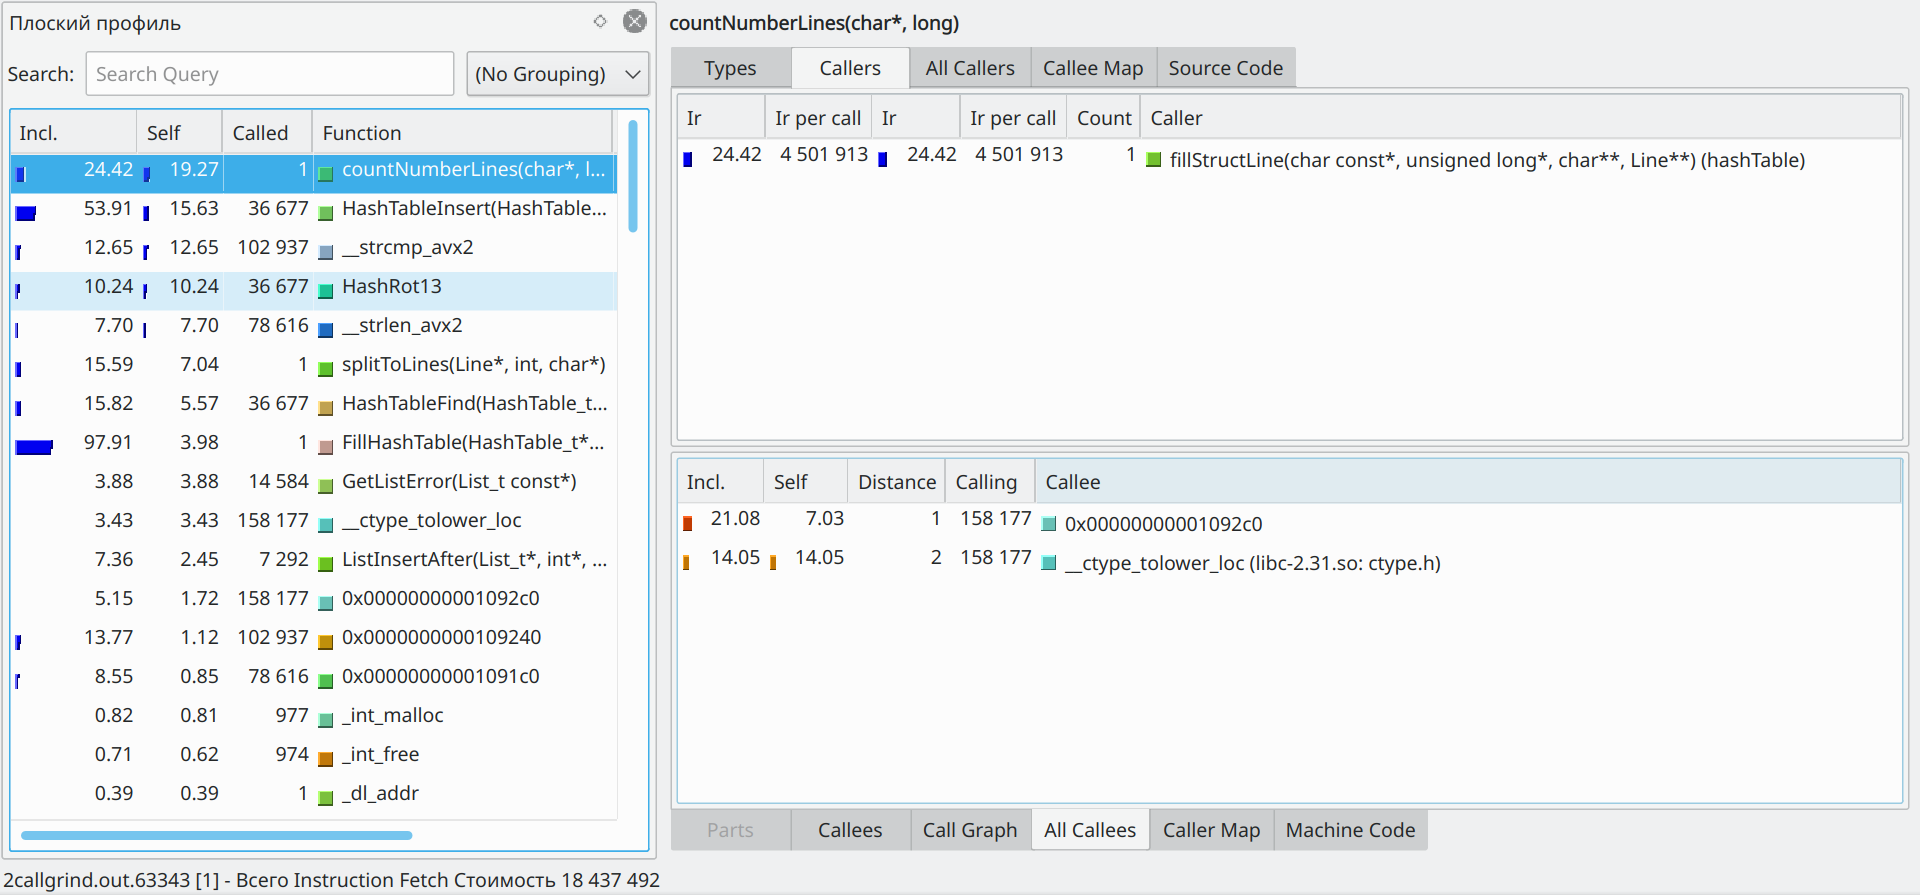 Плоский профиль
Search: Search Query (No Grouping)
Incl. Self Called Function
24.42 19.27 1 countNumberLines(char*, l...
53.91 15.63 36 677 HashTableInsert(HashTable...
12.65 12.65 102 937 __strcmp_avx2
10.24 10.24 36 677 HashRot13
7.70 7.70 78 616 __strlen_avx2
15.59 7.04 1 splitToLines(Line*, int, char*)
15.82 5.57 36 677 HashTableFind(HashTable_t...
97.91 3.98 1 FillHashTable(HashTable_t*...
3.88 3.88 14 584 GetListError(List_t const*)
3.43 3.43 158 177 __ctype_tolower_loc
7.36 2.45 7 292 ListInsertAfter(List_t*, int*, ...
5.15 1.72 158 177 0x00000000001092c0
13.77 1.12 102 937 0x0000000000109240
8.55 0.85 78 616 0x00000000001091c0
0.82 0.81 977 _int_malloc
0.71 0.62 974 _int_free
0.39 0.39 1 _dl_addr
countNumberLines(char*, long)
Types Callers All Callers Callee Map Source Code
Ir Ir per call Ir Ir per call Count Caller
24.42 4 501 913 24.42 4 501 913 1 fillStructLine(char const*, unsigned long*, char**, Line**) (hashTable)
Incl. Self Distance Calling Callee
21.08 7.03 1 158 177 0x00000000001092c0
14.05 14.05 2 158 177 __ctype_tolower_loc (libc-2.31.so: ctype.h)
Parts Callees Call Graph All Callees Caller Map Machine Code
2callgrind.out.63343 [1] - Всего Instruction Fetch Стоимость 18 437 492